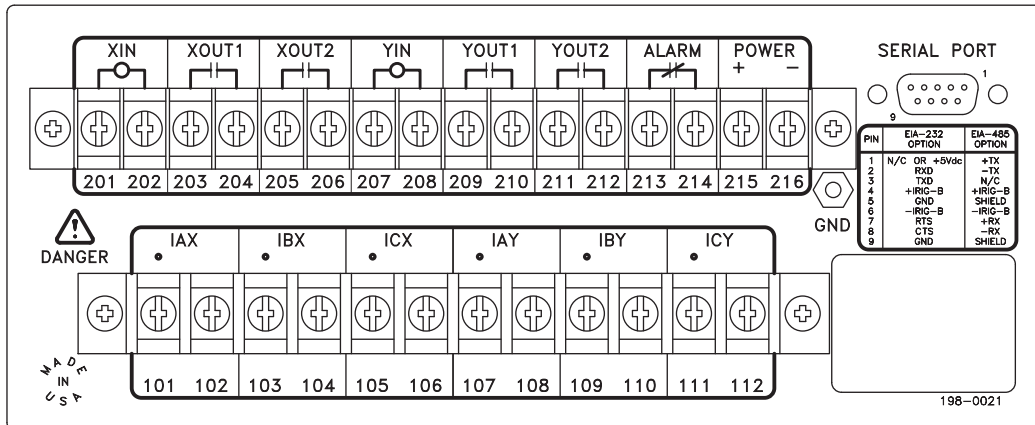 XIN XOUT1 XOUT2 YIN YOUT1 YOUT2 ALARM POWER
+ −
201 202 203 204 205 206 207 208 209 210 211 212 213 214 215 216
SERIAL PORT
1
9
PIN EIA-232 OPTION EIA-485 OPTION
1 N/C OR +5Vdc +TX
2 RXD −TX
3 TXD N/C
4 +IRIG-B +IRIG-B
5 GND SHIELD
6 −IRIG-B −IRIG-B
7 RTS +RX
8 CTS −RX
9 GND SHIELD
GND
DANGER
IAX IBX ICX IAY IBY ICY
101 102 103 104 105 106 107 108 109 110 111 112
MADE
IN
USA
198-0021